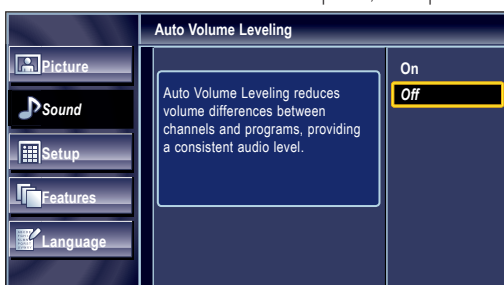 Auto Volume Leveling
Picture
Sound
Setup
Features
Language
Auto Volume Leveling reduces
volume differences between
channels and programs, providing
a consistent audio level.
On
Off